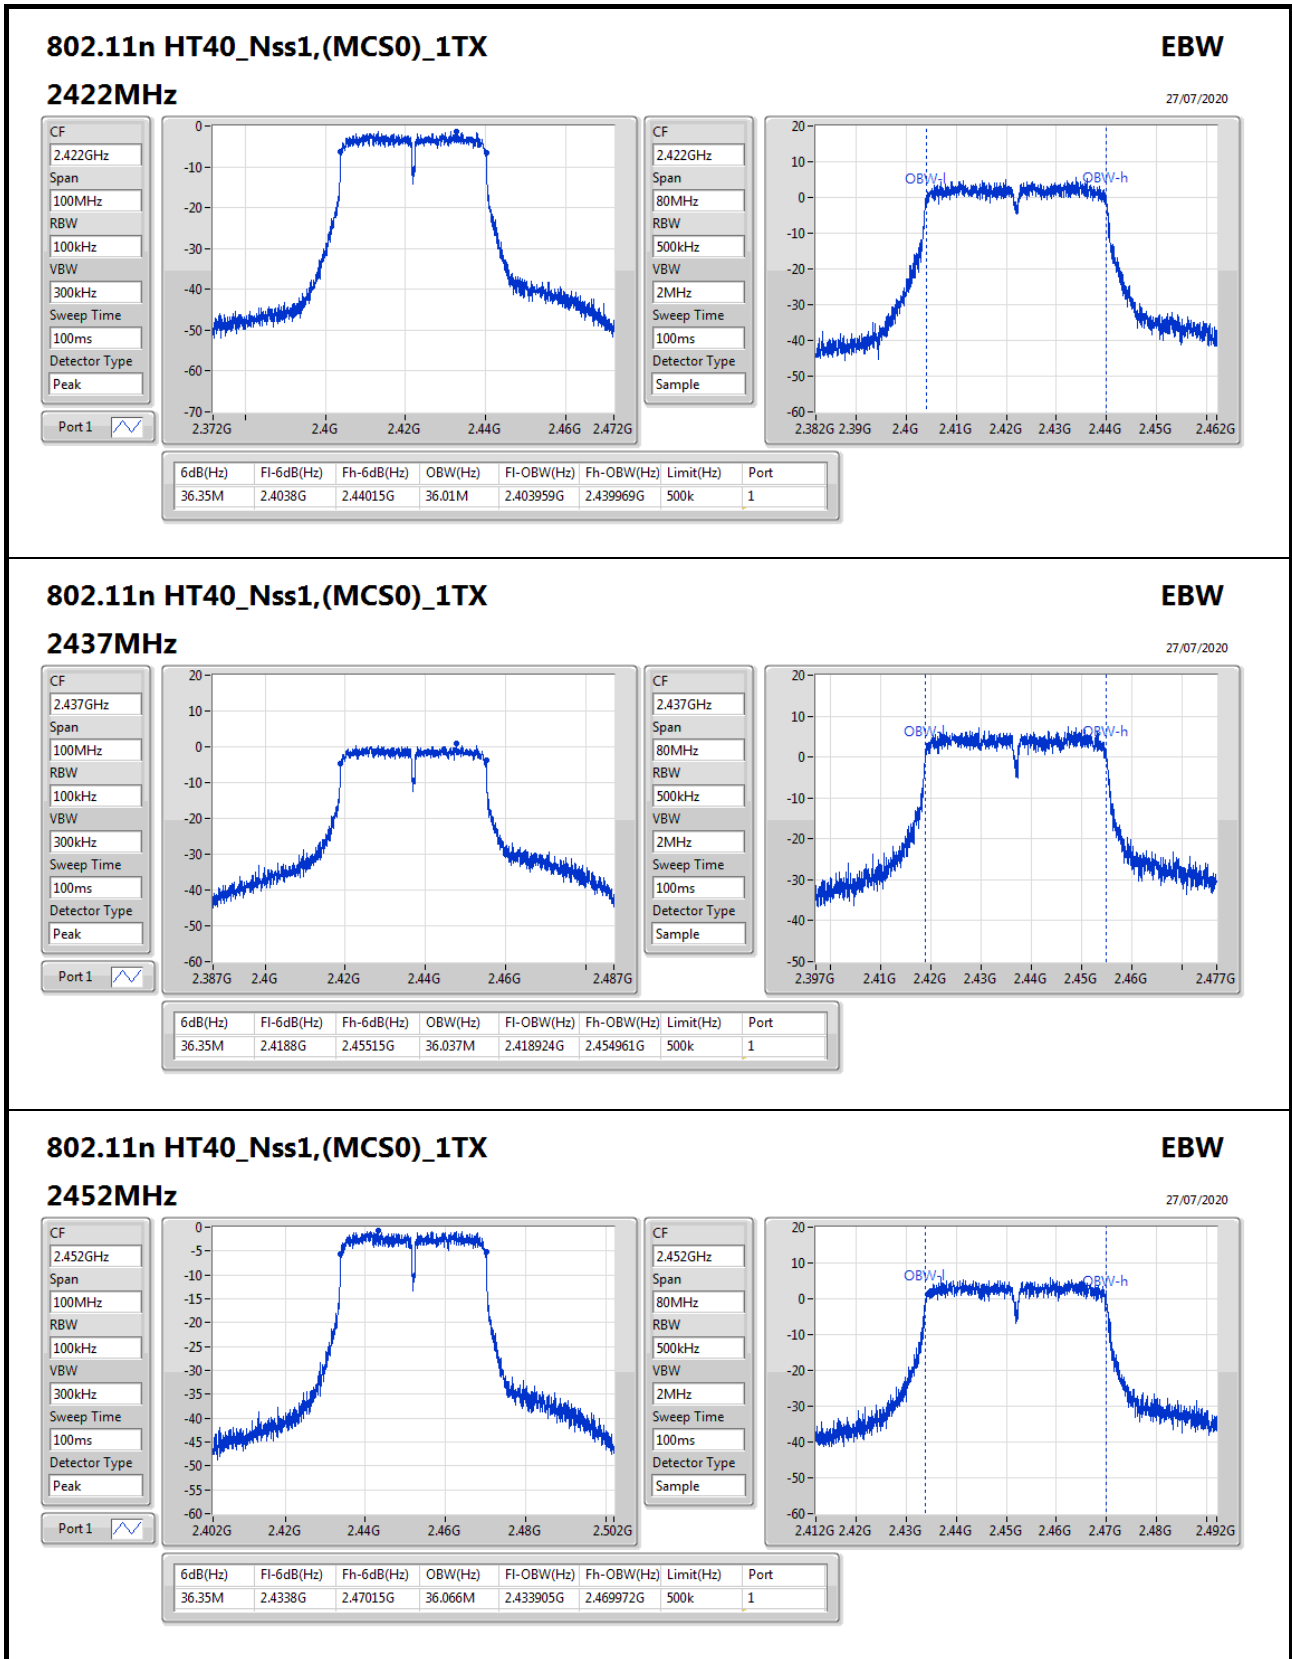 802.11n HT40_Nss1,(MCS0)_1TX EBW
2422MHz 27/07/2020
CF
2.422GHz
Span
100MHz
RBW
100kHz
VBW
300kHz
Sweep Time
100ms
Detector Type
Peak
Port 1
0
-10
-20
-30
-40
-50
-60
-70
2.372G 2.4G 2.42G 2.44G 2.46G 2.472G
CF
2.422GHz
Span
80MHz
RBW
500kHz
VBW
2MHz
Sweep Time
100ms
Detector Type
Sample
20
10
0
-10
-20
-30
-40
-50
-60
OBW-l OBW-h
2.382G 2.39G 2.4G 2.41G 2.42G 2.43G 2.44G 2.45G 2.462G
6dB(Hz) Fl-6dB(Hz) Fh-6dB(Hz) OBW(Hz) Fl-OBW(Hz) Fh-OBW(Hz) Limit(Hz) Port
36.35M 2.4038G 2.44015G 36.01M 2.403959G 2.439969G 500k 1
802.11n HT40_Nss1,(MCS0)_1TX EBW
2437MHz 27/07/2020
CF
2.437GHz
Span
100MHz
RBW
100kHz
VBW
300kHz
Sweep Time
100ms
Detector Type
Peak
Port 1
20
10
0
-10
-20
-30
-40
-50
-60
2.387G 2.4G 2.42G 2.44G 2.46G 2.487G
CF
2.437GHz
Span
80MHz
RBW
500kHz
VBW
2MHz
Sweep Time
100ms
Detector Type
Sample
20
10
0
-10
-20
-30
-40
-50
OBW-l OBW-h
2.397G 2.41G 2.42G 2.43G 2.44G 2.45G 2.46G 2.477G
6dB(Hz) Fl-6dB(Hz) Fh-6dB(Hz) OBW(Hz) Fl-OBW(Hz) Fh-OBW(Hz) Limit(Hz) Port
36.35M 2.4188G 2.45515G 36.037M 2.418924G 2.454961G 500k 1
802.11n HT40_Nss1,(MCS0)_1TX EBW
2452MHz 27/07/2020
CF
2.452GHz
Span
100MHz
RBW
100kHz
VBW
300kHz
Sweep Time
100ms
Detector Type
Peak
Port 1
0
-5
-10
-15
-20
-25
-30
-35
-40
-45
-50
-55
-60
2.402G 2.42G 2.44G 2.46G 2.48G 2.502G
CF
2.452GHz
Span
80MHz
RBW
500kHz
VBW
2MHz
Sweep Time
100ms
Detector Type
Sample
20
10
0
-10
-20
-30
-40
-50
-60
OBW-l OBW-h
2.412G 2.42G 2.43G 2.44G 2.45G 2.46G 2.47G 2.48G 2.492G
6dB(Hz) Fl-6dB(Hz) Fh-6dB(Hz) OBW(Hz) Fl-OBW(Hz) Fh-OBW(Hz) Limit(Hz) Port
36.35M 2.4338G 2.47015G 36.066M 2.433905G 2.469972G 500k 1